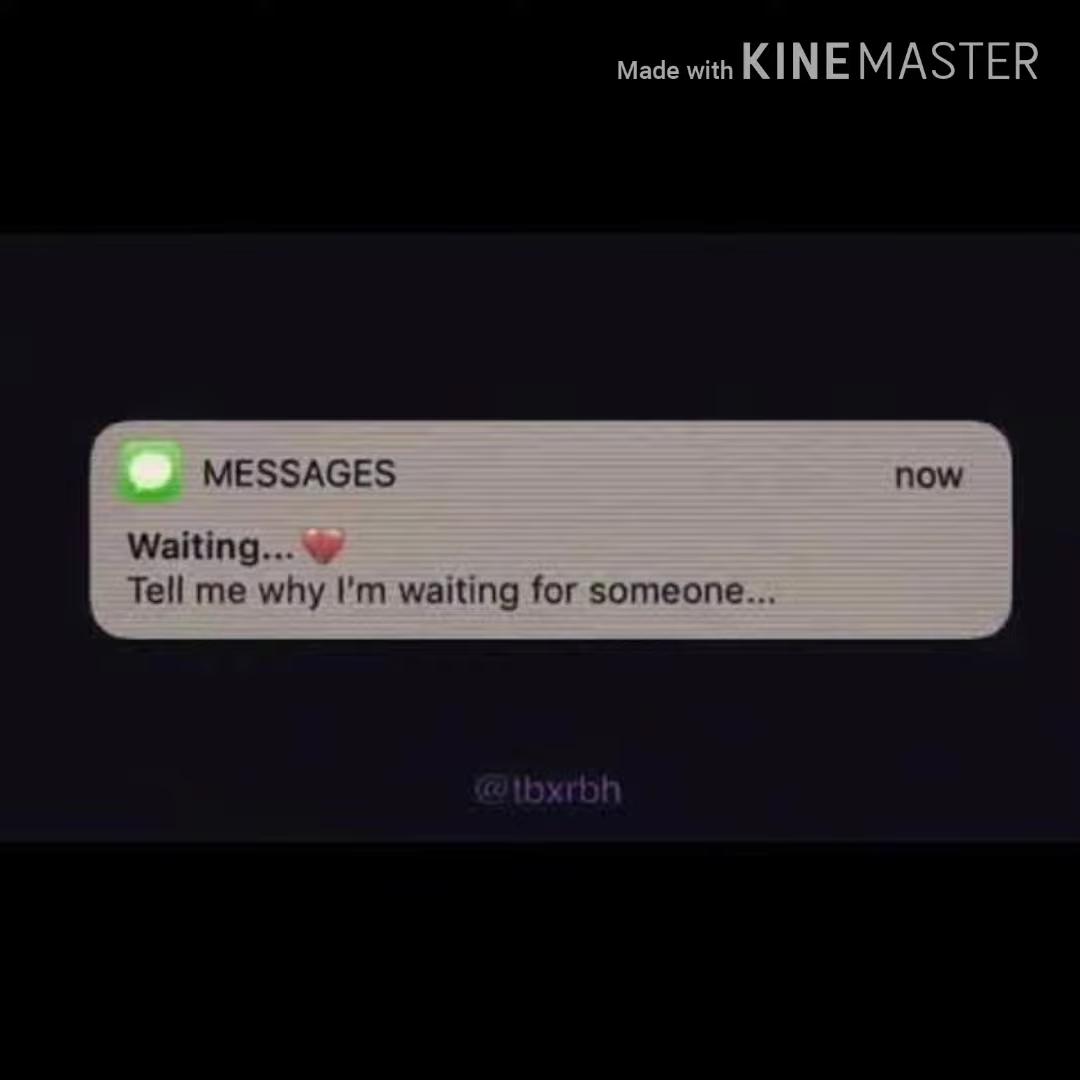 Made with KINEMASTER
MESSAGES now
Waiting...💔
Tell me why I'm waiting for someone...
@tbxrbh